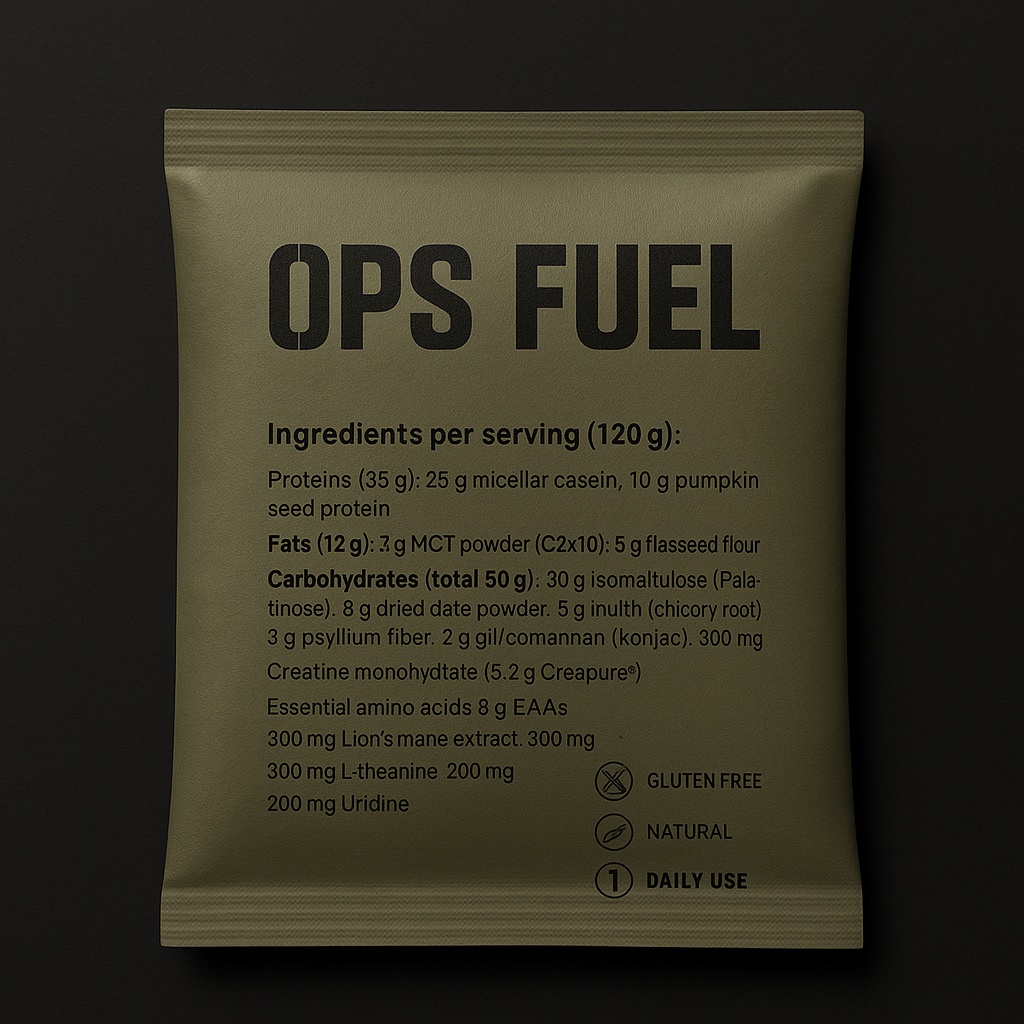 OPS FUEL
Ingredients per serving (120 g):
Proteins (35 g): 25 g micellar casein, 10 g pumpkin
seed protein
Fats (12 g): g MCT powder (C2x10): 5 g flasseed flour
Carbohydrates (total 50 g): 30 g isomaltulose (Pala-
tinose). 8 g dried date powder. 5 g inulth (chicory root)
3 g psyllium fiber. 2 g gil/comannan (konjac). 300 mg
Creatine monohydtate (5.2 g Creapure®)
Essential amino acids 8 g EAAs
300 mg Lion's mane extract. 300 mg
300 mg L-theanine 200 mg
200 mg Uridine
GLUTEN FREE
NATURAL
1 DAILY USE